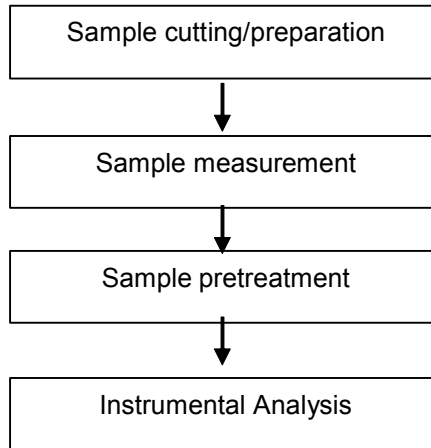 Sample cutting/preparation
Sample measurement
Sample pretreatment
Instrumental Analysis